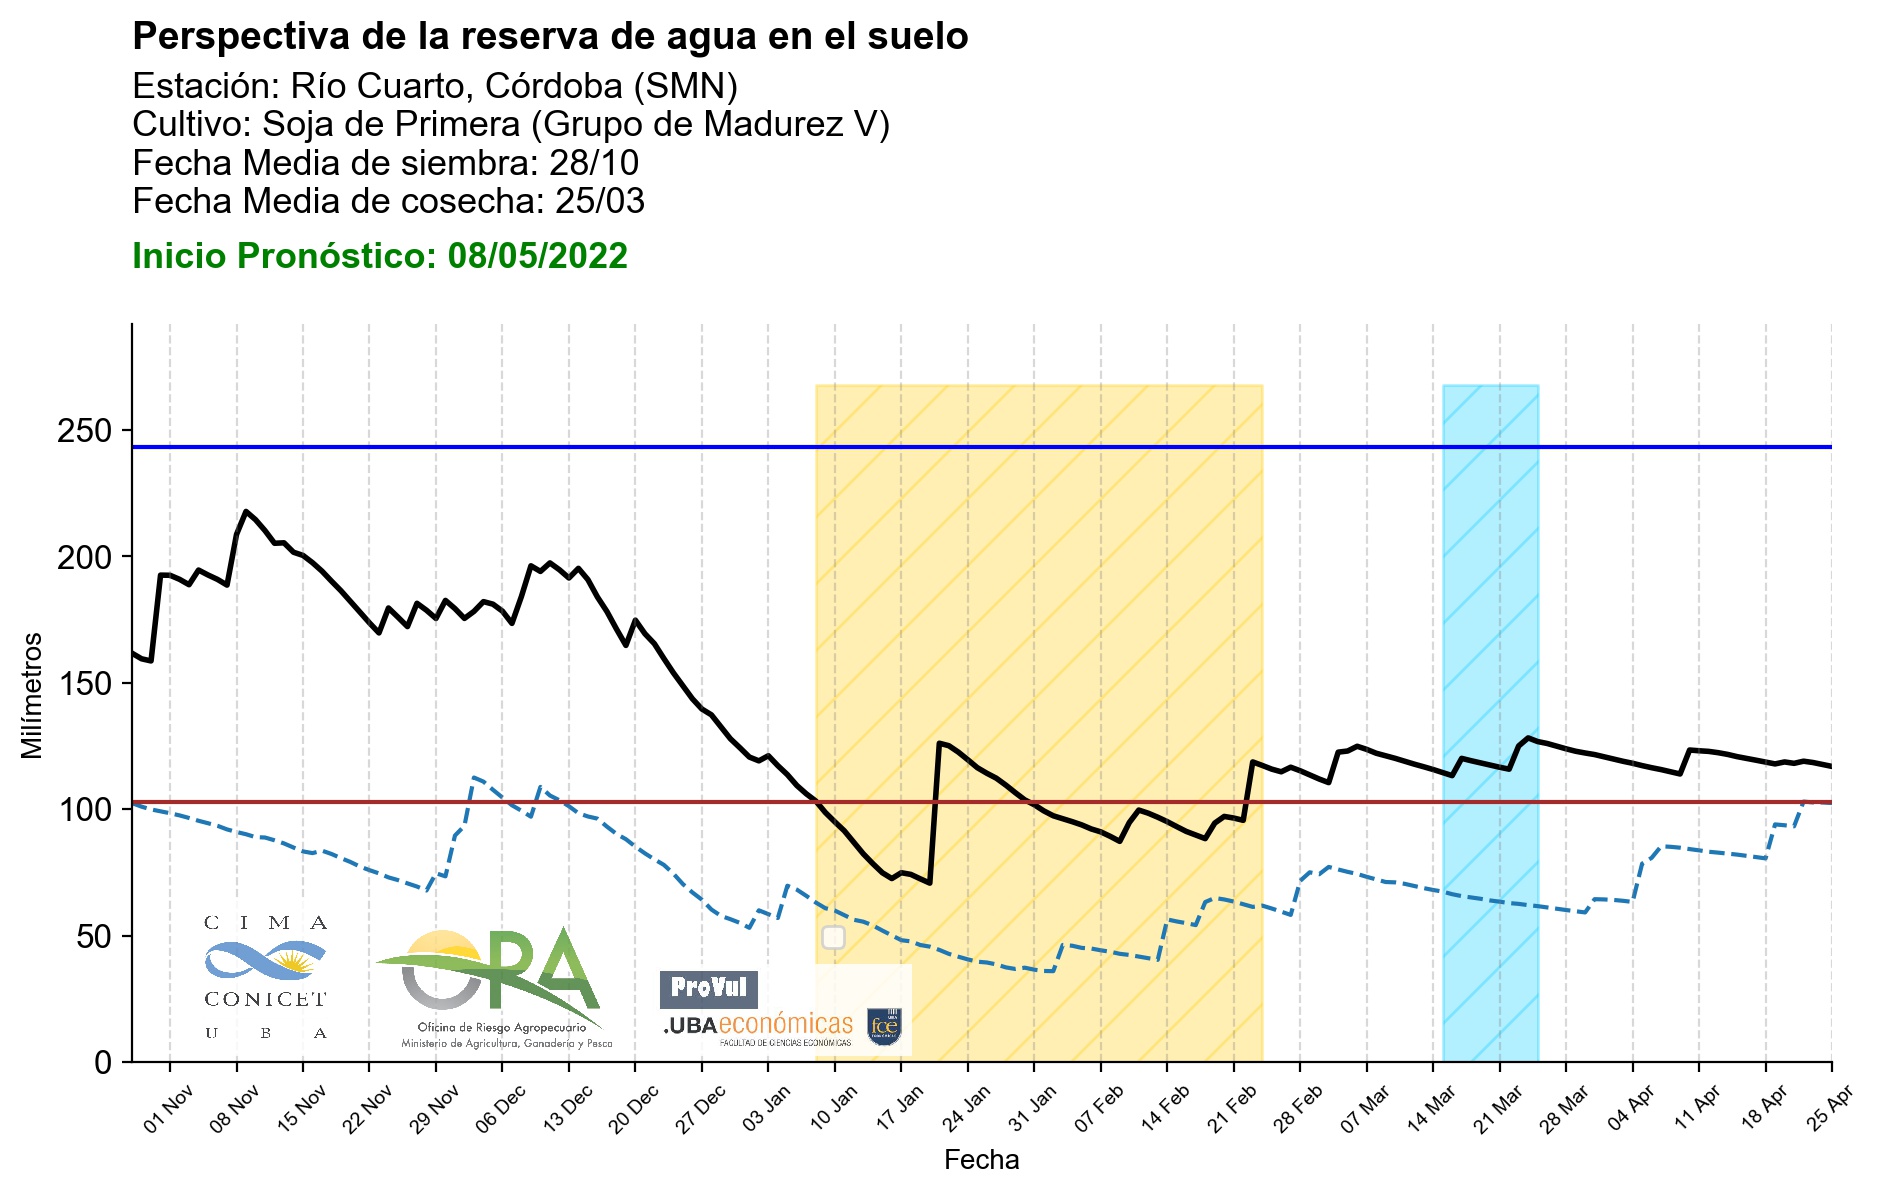 Perspectiva de la reserva de agua en el suelo
Estación: Río Cuarto, Córdoba (SMN)
Cultivo: Soja de Primera (Grupo de Madurez V)
Fecha Media de siembra: 28/10
Fecha Media de cosecha: 25/03
Inicio Pronóstico: 08/05/2022
Milímetros
250
200
150
100
50
0
C I M A
CONICET
U B A
ORA
Oficina de Riesgo Agropecuario
Ministerio de Agricultura, Ganadería y Pesca
ProVul
.UBAeconómicas
FACULTAD DE CIENCIAS ECONÓMICAS
fce
01 Nov
08 Nov
15 Nov
22 Nov
29 Nov
06 Dec
13 Dec
20 Dec
27 Dec
03 Jan
10 Jan
17 Jan
24 Jan
31 Jan
07 Feb
14 Feb
21 Feb
28 Feb
07 Mar
14 Mar
21 Mar
28 Mar
04 Apr
11 Apr
18 Apr
25 Apr
Fecha